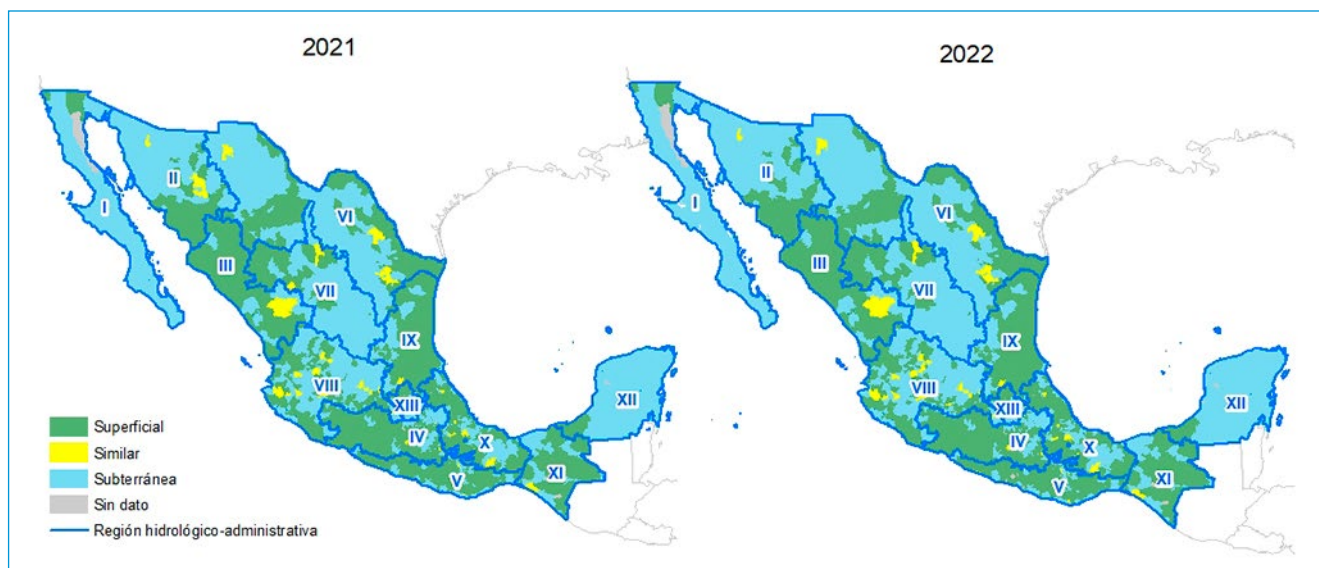 2021
2022
I
II
III
VI
VII
IX
VIII
XIII
IV
X
V
XI
XII
I
II
III
VI
VII
IX
VIII
XIII
IV
X
V
XI
XII
Superficial
Similar
Subterránea
Sin dato
Región hidrológico-administrativa